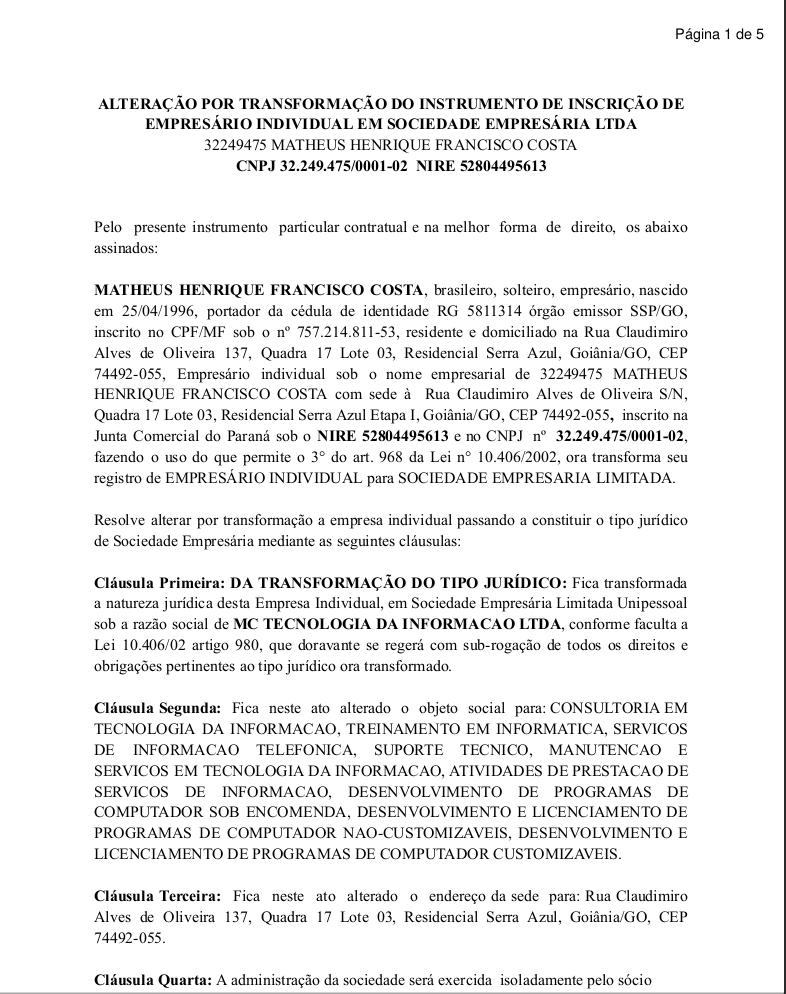 Página 1 de 5
ALTERAÇÃO POR TRANSFORMAÇÃO DO INSTRUMENTO DE INSCRIÇÃO DE
EMPRESÁRIO INDIVIDUAL EM SOCIEDADE EMPRESÁRIA LTDA
32249475 MATHEUS HENRIQUE FRANCISCO COSTA
CNPJ 32.249.475/0001-02 NIRE 52804495613
Pelo presente instrumento particular contratual e na melhor forma de direito, os abaixo
assinados:
MATHEUS HENRIQUE FRANCISCO COSTA, brasileiro, solteiro, empresário, nascido
em 25/04/1996, portador da cédula de identidade RG 5811314 órgão emissor SSP/GO,
inscrito no CPF/MF sob o nº 757.214.811-53, residente e domiciliado na Rua Claudimiro
Alves de Oliveira 137, Quadra 17 Lote 03, Residencial Serra Azul, Goiânia/GO, CEP
74492-055, Empresário individual sob o nome empresarial de 32249475 MATHEUS
HENRIQUE FRANCISCO COSTA com sede à Rua Claudimiro Alves de Oliveira S/N,
Quadra 17 Lote 03, Residencial Serra Azul Etapa I, Goiânia/GO, CEP 74492-055, inscrito na
Junta Comercial do Paraná sob o NIRE 52804495613 e no CNPJ nº 32.249.475/0001-02,
fazendo o uso do que permite o 3° do art. 968 da Lei n° 10.406/2002, ora transforma seu
registro de EMPRESÁRIO INDIVIDUAL para SOCIEDADE EMPRESARIA LIMITADA.
Resolve alterar por transformação a empresa individual passando a constituir o tipo jurídico
de Sociedade Empresária mediante as seguintes cláusulas:
Cláusula Primeira: DA TRANSFORMAÇÃO DO TIPO JURÍDICO: Fica transformada
a natureza jurídica desta Empresa Individual, em Sociedade Empresária Limitada Unipessoal
sob a razão social de MC TECNOLOGIA DA INFORMACAO LTDA, conforme faculta a
Lei 10.406/02 artigo 980, que doravante se regerá com sub-rogação de todos os direitos e
obrigações pertinentes ao tipo jurídico ora transformado.
Cláusula Segunda: Fica neste ato alterado o objeto social para: CONSULTORIA EM
TECNOLOGIA DA INFORMACAO, TREINAMENTO EM INFORMATICA, SERVICOS
DE INFORMACAO TELEFONICA, SUPORTE TECNICO, MANUTENCAO E
SERVICOS EM TECNOLOGIA DA INFORMACAO, ATIVIDADES DE PRESTACAO DE
SERVICOS DE INFORMACAO, DESENVOLVIMENTO DE PROGRAMAS DE
COMPUTADOR SOB ENCOMENDA, DESENVOLVIMENTO E LICENCIAMENTO DE
PROGRAMAS DE COMPUTADOR NAO-CUSTOMIZAVEIS, DESENVOLVIMENTO E
LICENCIAMENTO DE PROGRAMAS DE COMPUTADOR CUSTOMIZAVEIS.
Cláusula Terceira: Fica neste ato alterado o endereço da sede para: Rua Claudimiro
Alves de Oliveira 137, Quadra 17 Lote 03, Residencial Serra Azul, Goiânia/GO, CEP
74492-055.
Cláusula Quarta: A administração da sociedade será exercida isoladamente pelo sócio